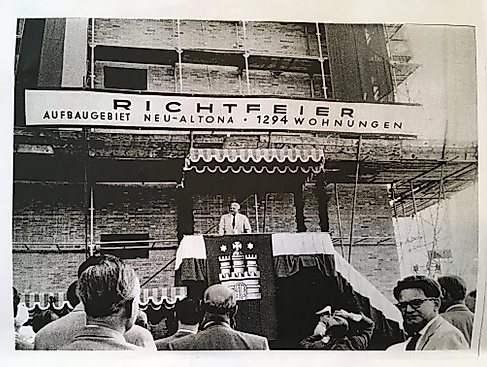 RICHTFEIER
AUFBAUGEBIET NEU-ALTONA · 1294 WOHNUNGEN